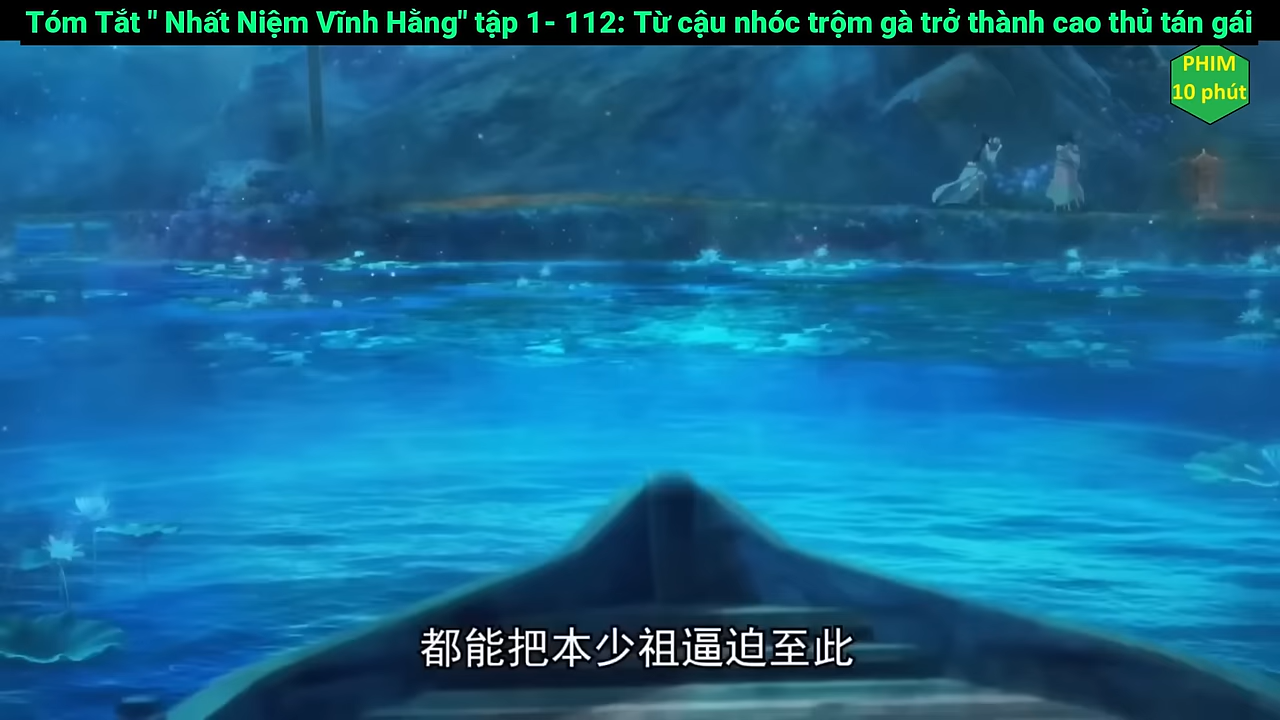 Tóm Tắt " Nhất Niệm Vĩnh Hằng" tập 1- 112: Từ cậu nhóc trộm gà trở thành cao thủ tán gái
PHIM
10 phút
都能把本少祖逼迫至此